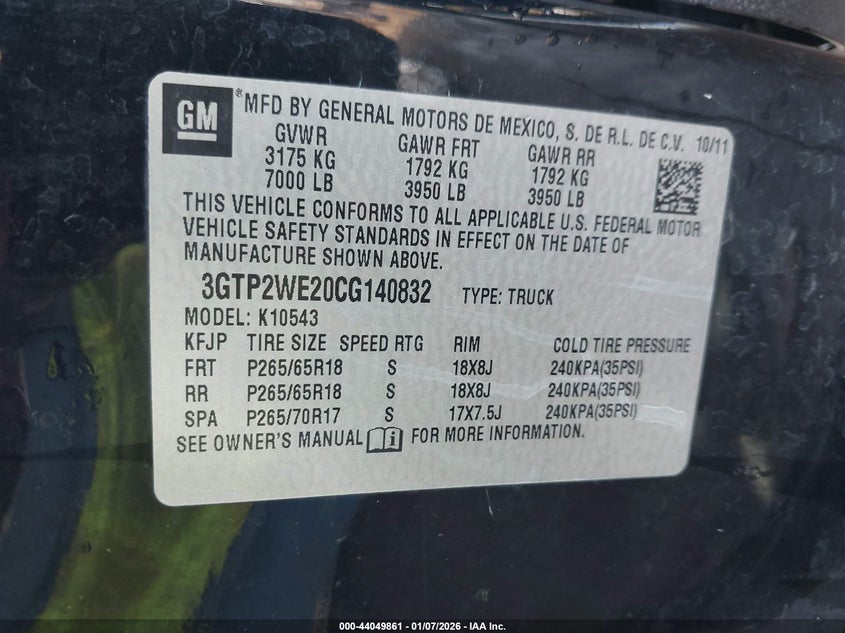 GM ® MFD BY GENERAL MOTORS DE MEXICO, S. DE R.L. DE C.V. 10/11
GVWR GAWR FRT GAWR RR
3175 KG 1792 KG 1792 KG
7000 LB 3950 LB 3950 LB
THIS VEHICLE CONFORMS TO ALL APPLICABLE U.S. FEDERAL MOTOR
VEHICLE SAFETY STANDARDS IN EFFECT ON THE DATE OF
MANUFACTURE SHOWN ABOVE.
3GTP2WE20CG140832 TYPE: TRUCK
MODEL: K10543
KFJP TIRE SIZE SPEED RTG RIM COLD TIRE PRESSURE
FRT P265/65R18 S 18X8J 240KPA(35PSI)
RR P265/65R18 S 18X8J 240KPA(35PSI)
SPA P265/70R17 S 17X7.5J 240KPA(35PSI)
SEE OWNER'S MANUAL FOR MORE INFORMATION.
000-44049861 - 01/07/2026 - IAA Inc.